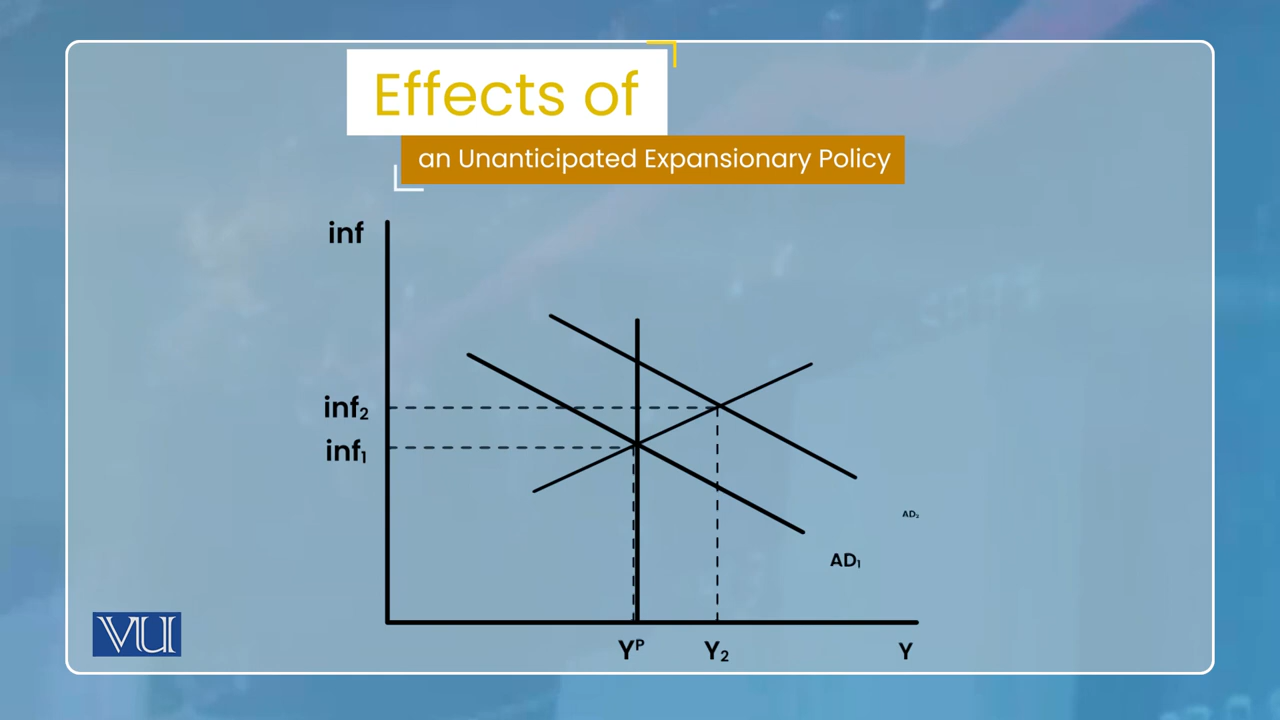 Effects of
an Unanticipated Expansionary Policy
inf
inf₂
inf₁
AD₂
AD₁
Yᴾ Y₂ Y
VU